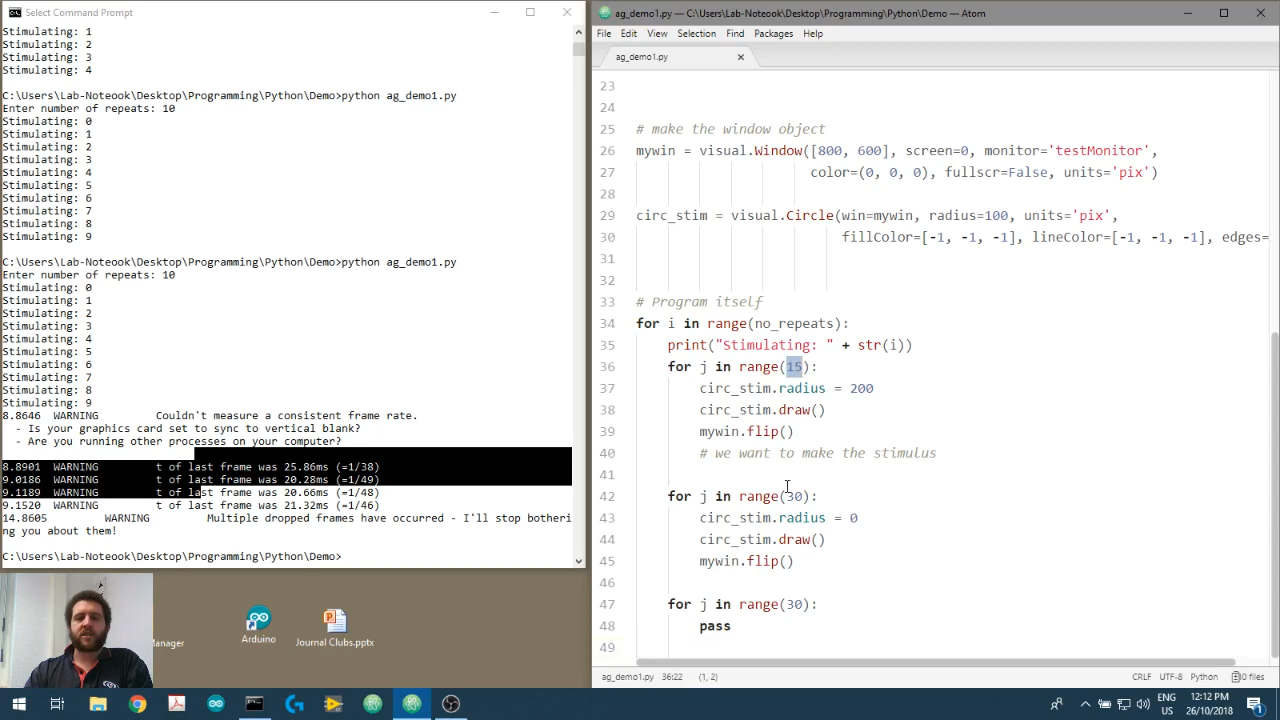 Select Command Prompt
Stimulating: 1
Stimulating: 2
Stimulating: 3
Stimulating: 4
C:\Users\Lab-Noteook\Desktop\Programming\Python\Demo>python ag_demo1.py
Enter number of repeats: 10
Stimulating: 0
Stimulating: 1
Stimulating: 2
Stimulating: 3
Stimulating: 4
Stimulating: 5
Stimulating: 6
Stimulating: 7
Stimulating: 8
Stimulating: 9
C:\Users\Lab-Noteook\Desktop\Programming\Python\Demo>python ag_demo1.py
Enter number of repeats: 10
Stimulating: 0
Stimulating: 1
Stimulating: 2
Stimulating: 3
Stimulating: 4
Stimulating: 5
Stimulating: 6
Stimulating: 7
Stimulating: 8
Stimulating: 9
8.8646 WARNING Couldn't measure a consistent frame rate.
- Is your graphics card set to sync to vertical blank?
- Are you running other processes on your computer?
8.8901 WARNING t of last frame was 25.86ms (=1/38)
9.0186 WARNING t of last frame was 20.28ms (=1/49)
9.1189 WARNING t of last frame was 20.66ms (=1/48)
9.1520 WARNING t of last frame was 21.32ms (=1/46)
14.8605 WARNING Multiple dropped frames have occurred - I'll stop botheri
ng you about them!
C:\Users\Lab-Noteook\Desktop\Programming\Python\Demo>
anager
Arduino
Journal Clubs.pptx
ag_demo1.py — C:\Users\Lab-Noteook\Desktop\Programming\Python\Demo — Atom
File Edit View Selection Find Packages Help
ag_demo1.py
23
24
25 # make the window object
26 mywin = visual.Window([800, 600], screen=0, monitor='testMonitor',
27 color=(0, 0, 0), fullscr=False, units='pix')
28
29 circ_stim = visual.Circle(win=mywin, radius=100, units='pix',
30 fillColor=[-1, -1, -1], lineColor=[-1, -1, -1], edges=
31
32
33 # Program itself
34 for i in range(no_repeats):
35 print("Stimulating: " + str(i))
36 for j in range(15):
37 circ_stim.radius = 200
38 circ_stim.draw()
39 mywin.flip()
40 # we want to make the stimulus
41
42 for j in range(30):
43 circ_stim.radius = 0
44 circ_stim.draw()
45 mywin.flip()
46
47 for j in range(30):
48 pass
49
ag_demo1.py 36:22 (1, 2) CRLF UTF-8 Python 0 files
ENG
US
12:12 PM
26/10/2018